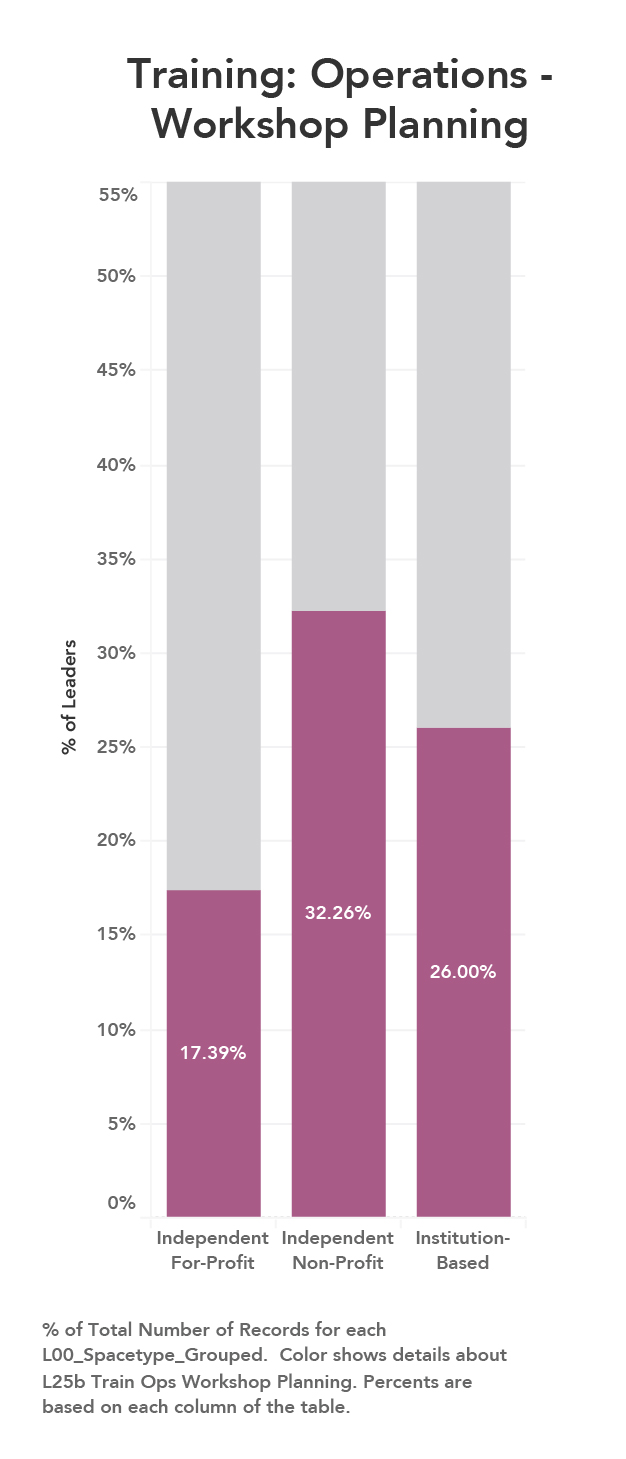 Training: Operations -
Workshop Planning
55%
50%
45%
40%
35%
30%
25%
20%
15%
10%
5%
0%
% of Leaders
17.39%
32.26%
26.00%
Independent For-Profit
Independent Non-Profit
Institution-Based
% of Total Number of Records for each
L00_Spacetype_Grouped.  Color shows details about
L25b Train Ops Workshop Planning. Percents are
based on each column of the table.